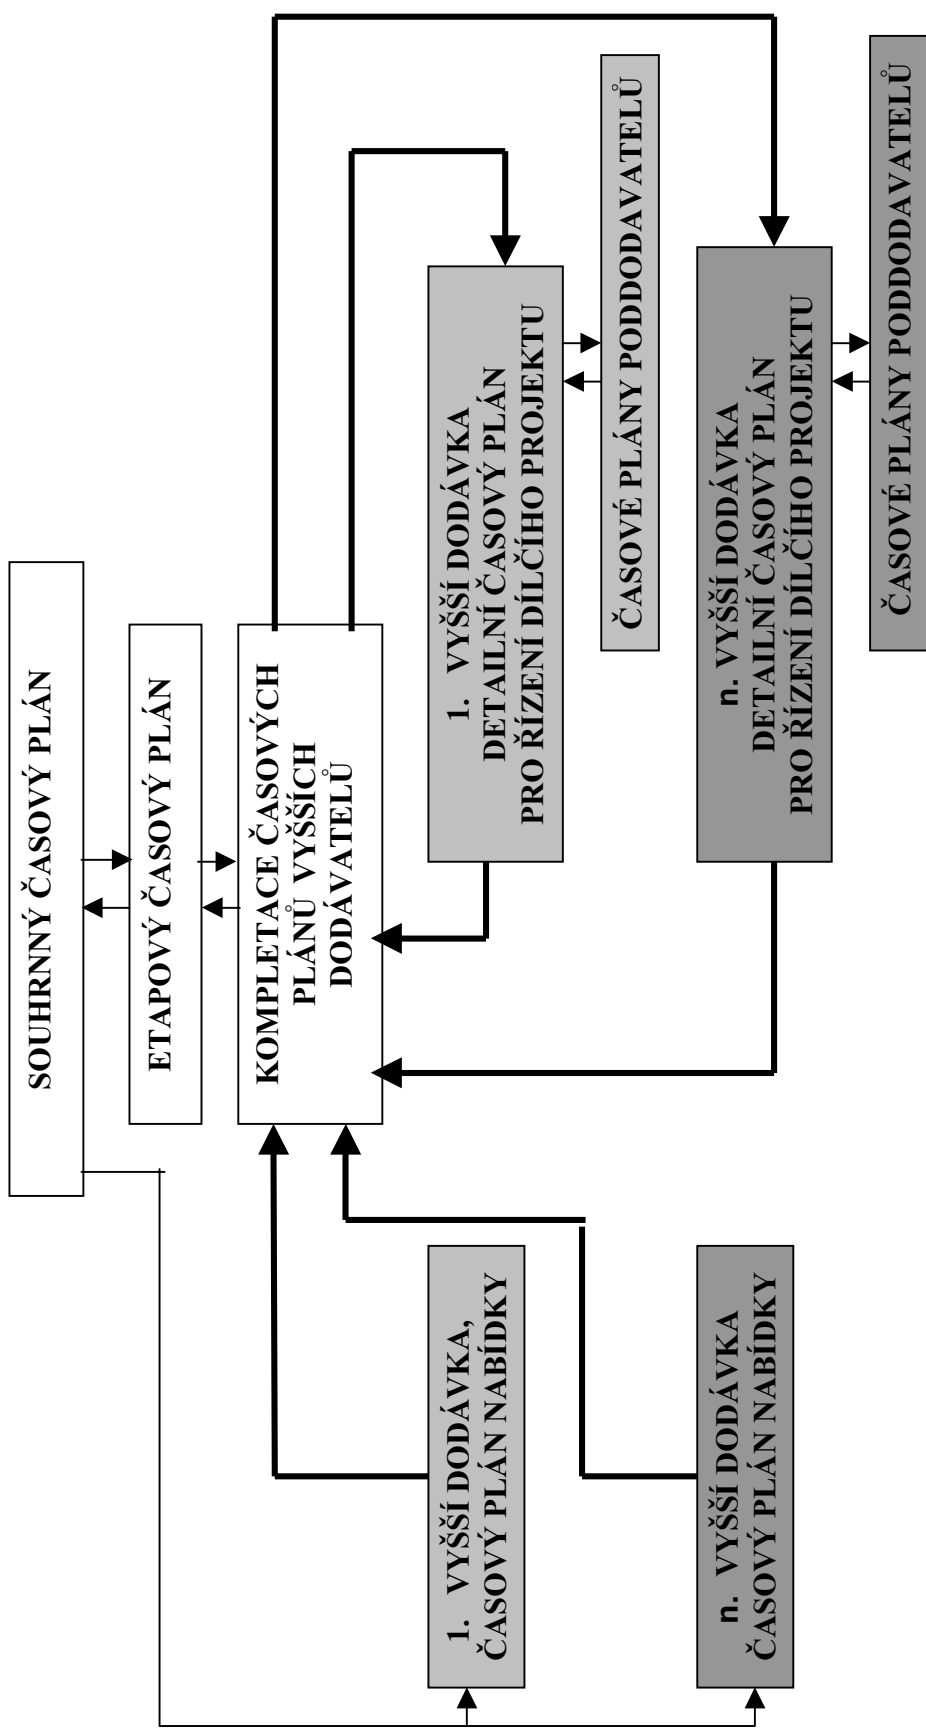 SOUHRNNÝ ČASOVÝ PLÁN
ETAPOVÝ ČASOVÝ PLÁN
KOMPLETACE ČASOVÝCH
PLÁNŮ VYŠŠÍCH
DODÁVATELŮ
1. VYŠŠÍ DODÁVKA,
ČASOVÝ PLÁN NABÍDKY
1. VYŠŠÍ DODÁVKA
DETAILNÍ ČASOVÝ PLÁN
PRO ŘÍZENÍ DÍLČÍHO PROJEKTU
ČASOVÉ PLÁNY PODDODAVATELŮ
n. VYŠŠÍ DODÁVKA
ČASOVÝ PLÁN NABÍDKY
n. VYŠŠÍ DODÁVKA
DETAILNÍ ČASOVÝ PLÁN
PRO ŘÍZENÍ DÍLČÍHO PROJEKTU
ČASOVÉ PLÁNY PODDODAVATELŮ